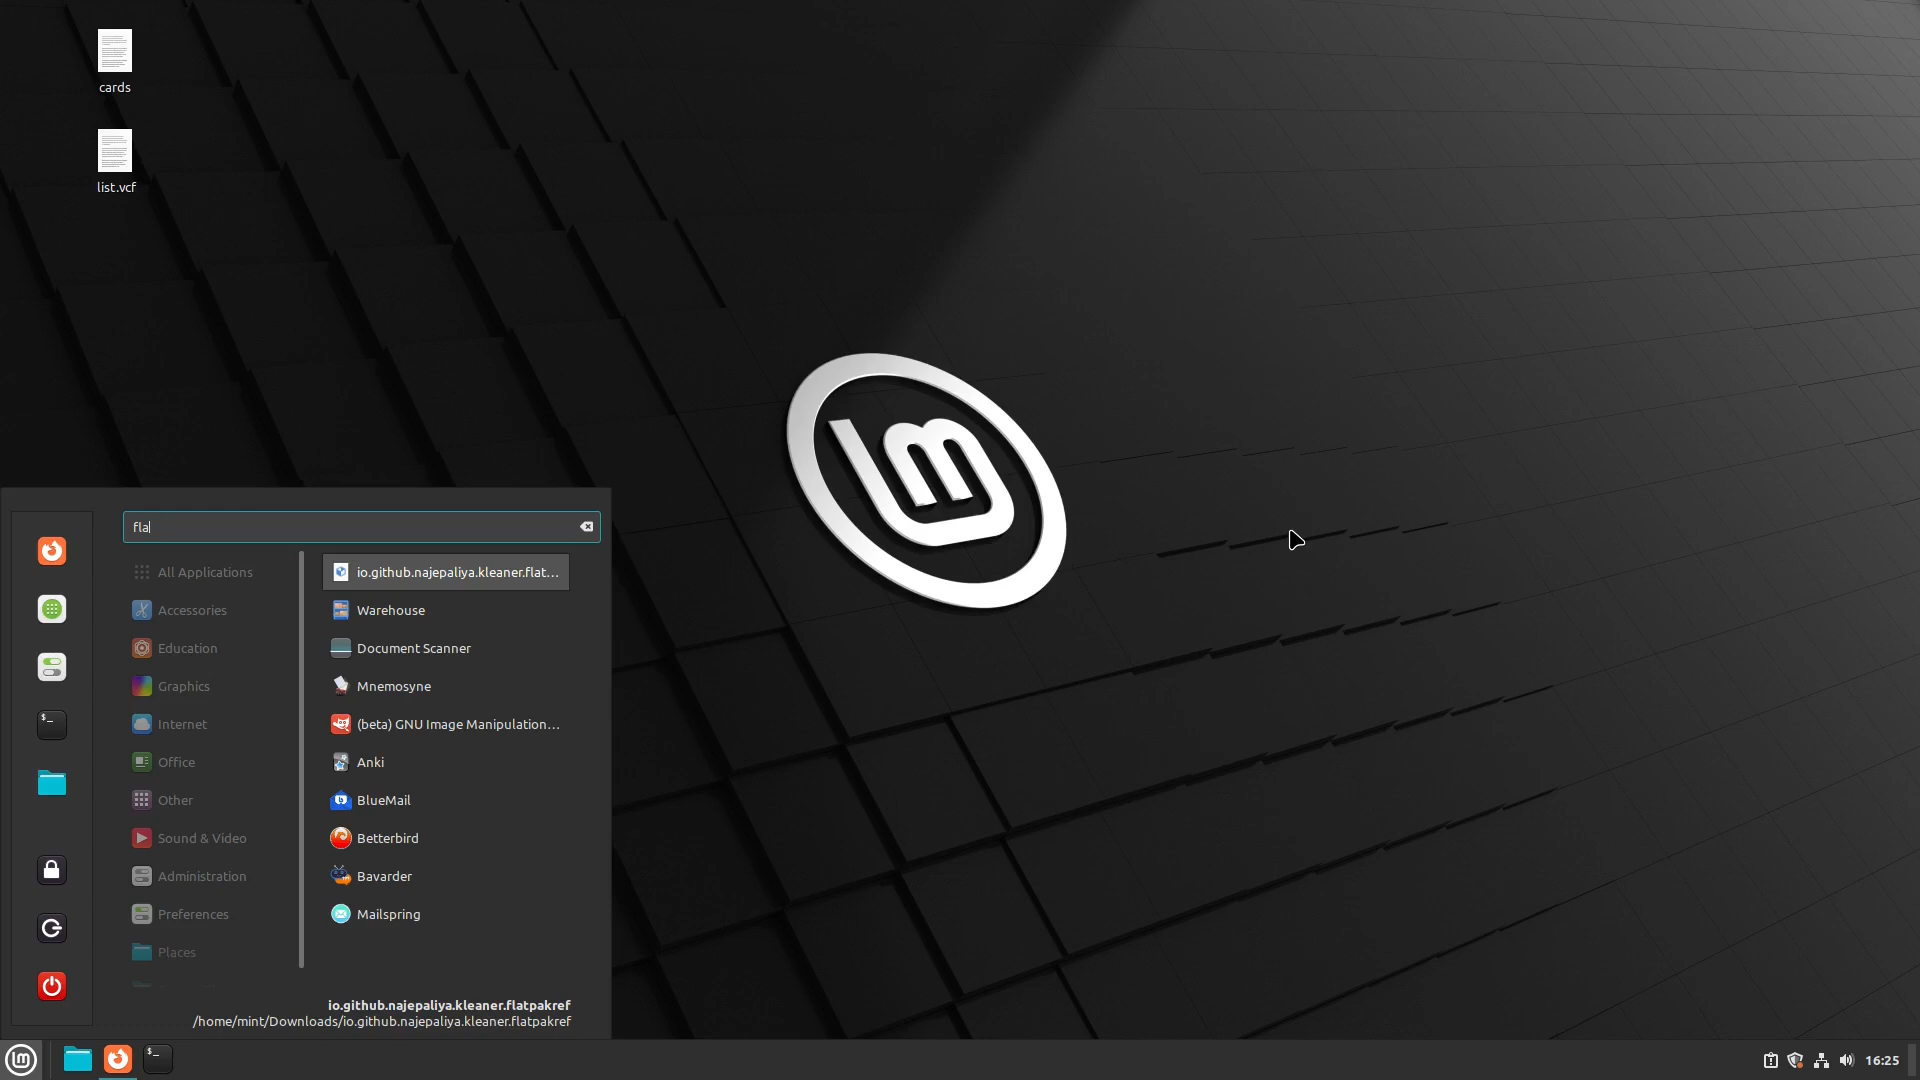 cards
list.vcf
fla
All Applications
Accessories
Education
Graphics
Internet
Office
Other
Sound & Video
Administration
Preferences
Places
io.github.najepaliya.kleaner.flat...
Warehouse
Document Scanner
Mnemosyne
(beta) GNU Image Manipulation...
Anki
BlueMail
Betterbird
Bavarder
Mailspring
io.github.najepaliya.kleaner.flatpakref
/home/mint/Downloads/io.github.najepaliya.kleaner.flatpakref
16:25